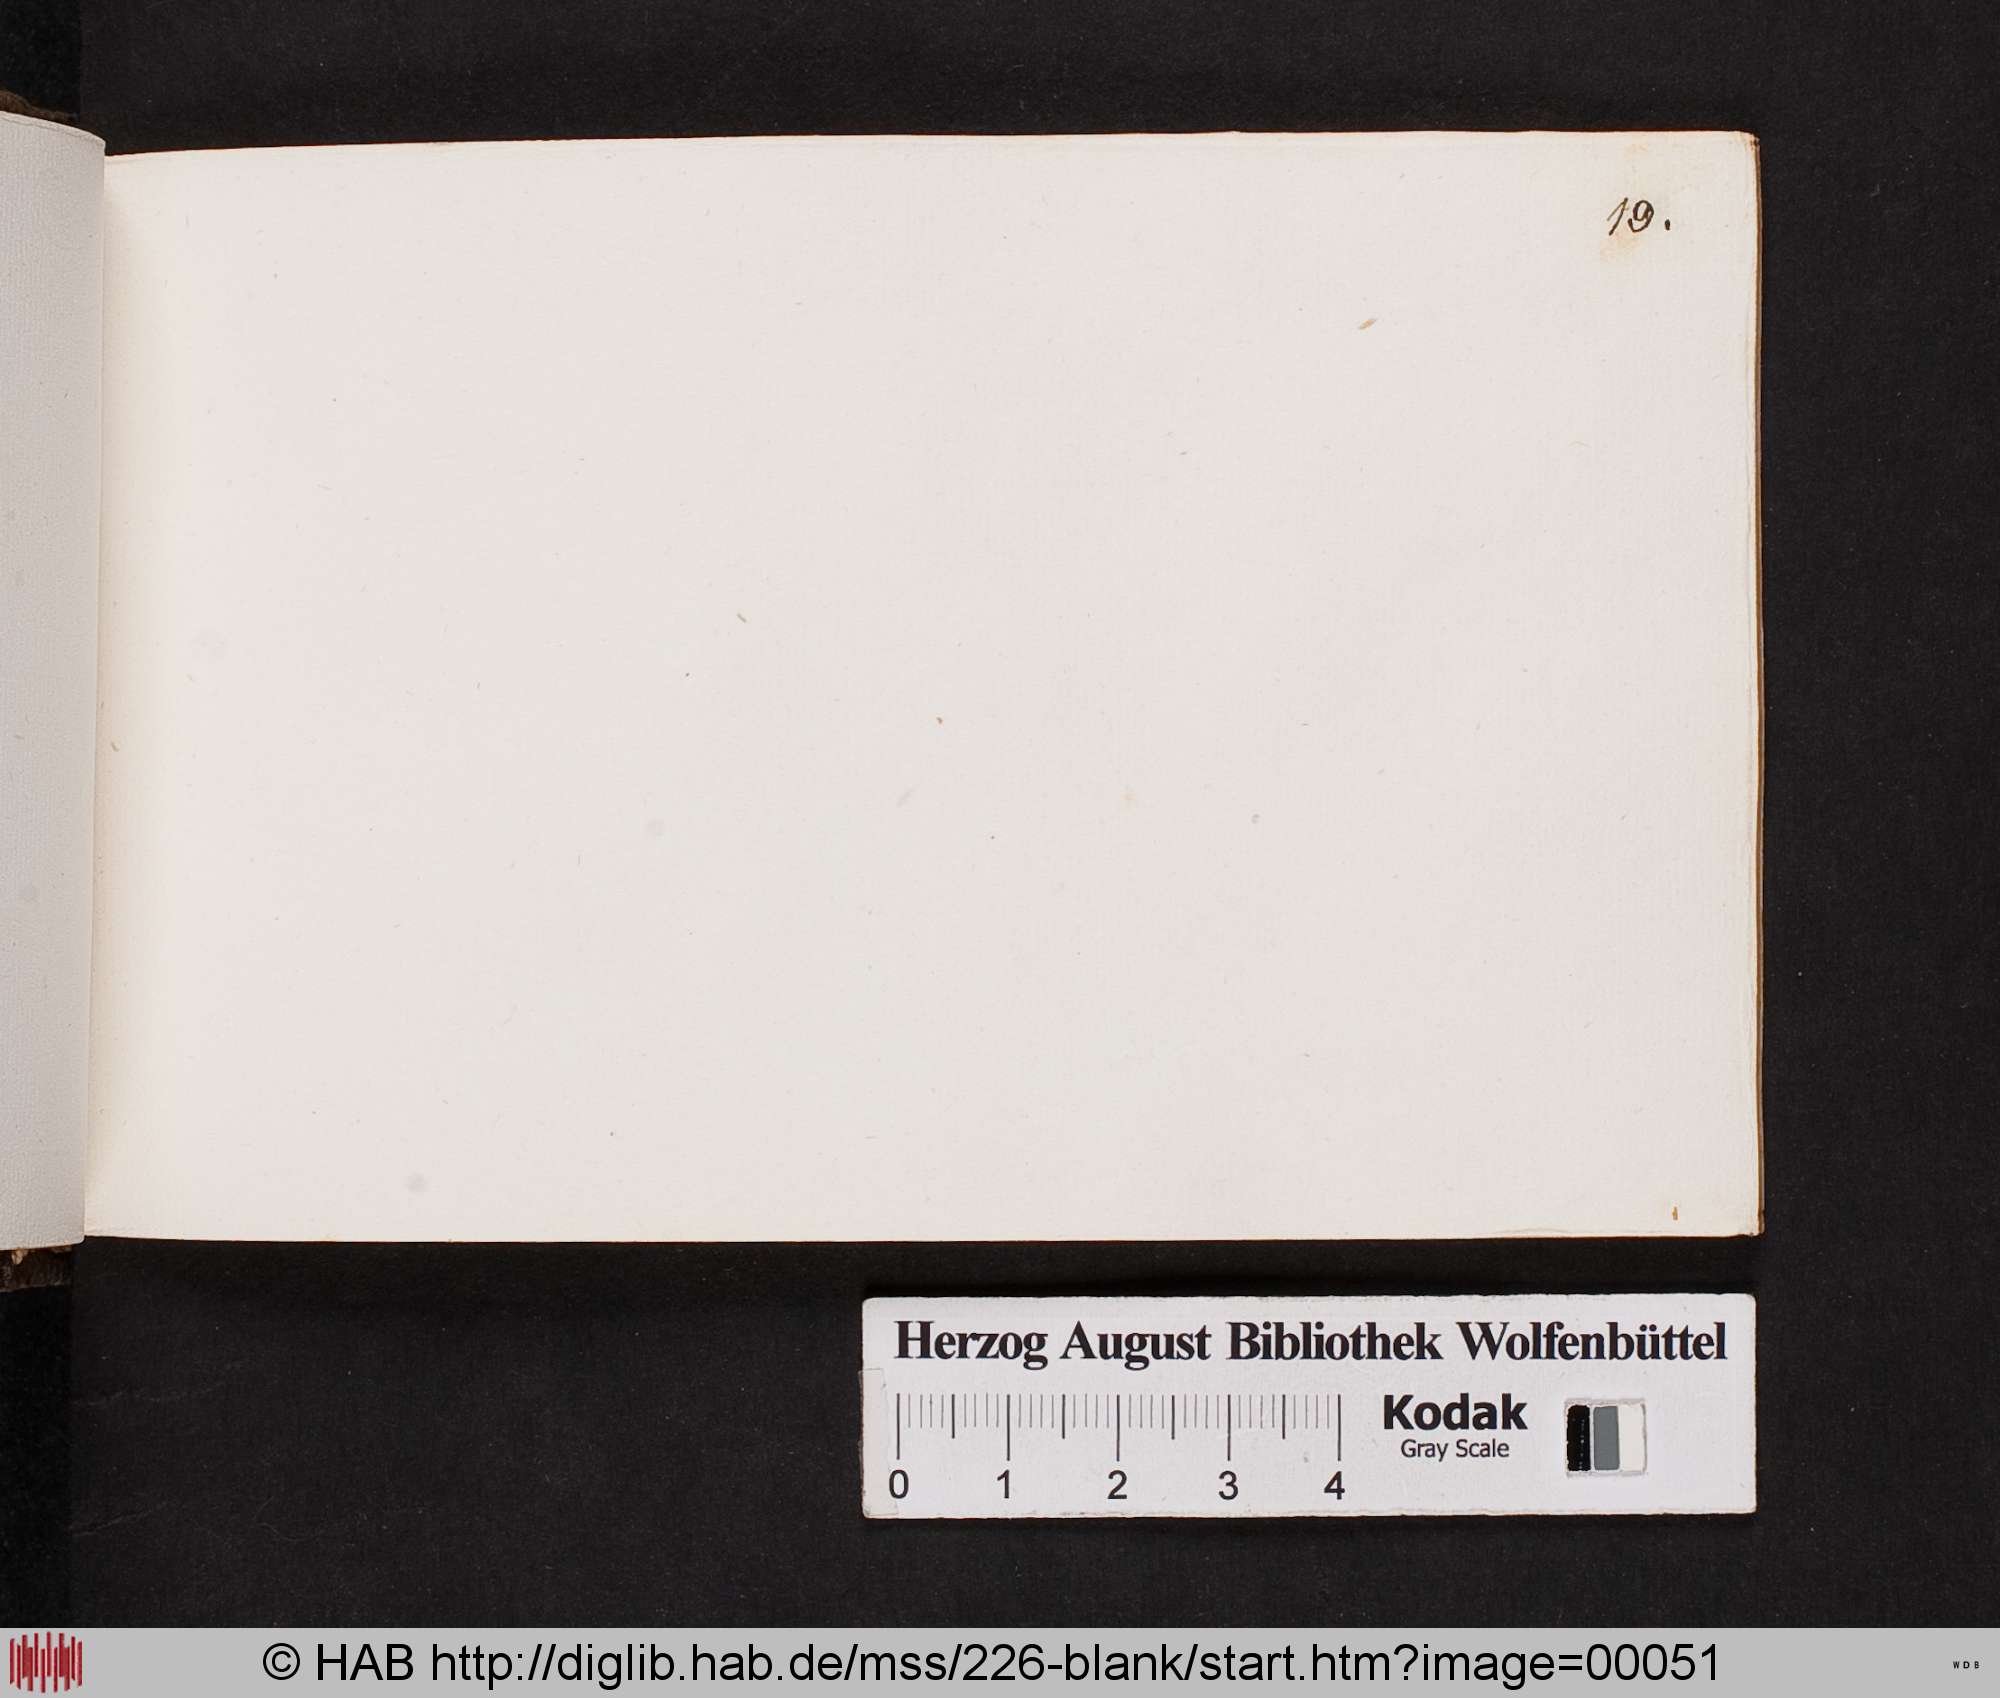 19.
Herzog August Bibliothek Wolfenbüttel
Kodak
Gray Scale
0 1 2 3 4
© HAB http://diglib.hab.de/mss/226-blank/start.htm?image=00051
WDB